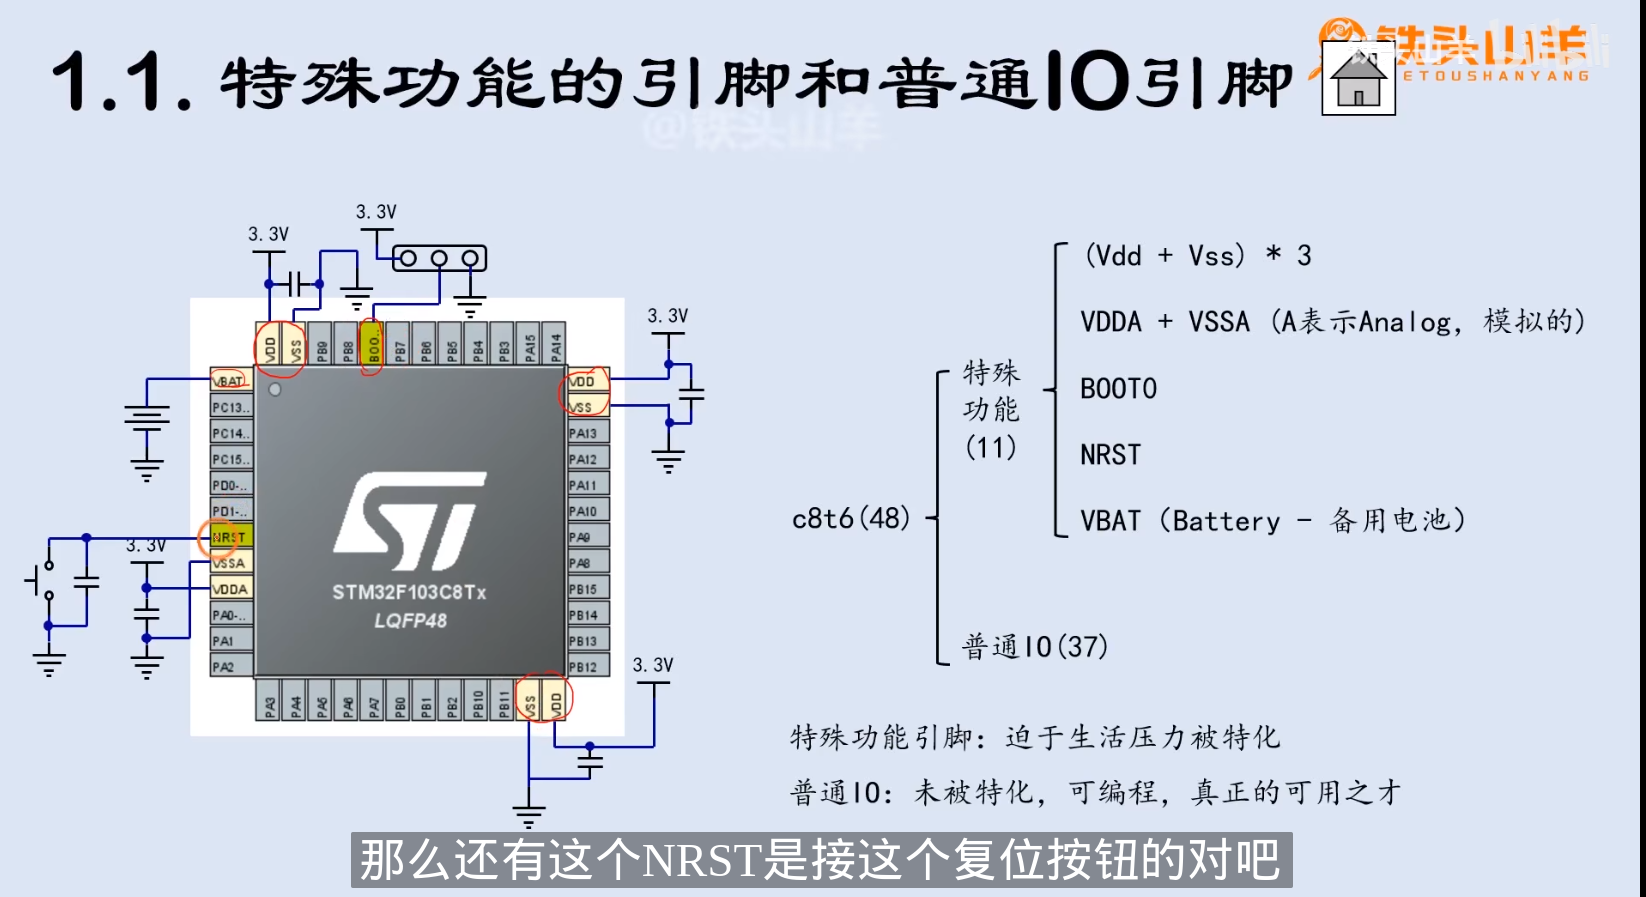 1.1. 特殊功能的引脚和普通IO引脚
铁头山羊
ETOUSHANYANG
@铁头山羊
3.3V
3.3V
3.3V
3.3V
3.3V
VDD
VSS
PB9
PB8
BOO..
PB7
PB6
PB5
PB4
PB3
PA15
PA14
VBAT
PC13..
PC14..
PC15..
PD0-..
PD1-..
NRST
VSSA
VDDA
PA0-..
PA1
PA2
VDD
VSS
PA13
PA12
PA11
PA10
PA9
PA8
PB15
PB14
PB13
PB12
PA3
PA4
PA5
PA6
PA7
PB0
PB1
PB2
PB10
PB11
VSS
VDD
ST
STM32F103C8Tx
LQFP48
c8t6(48)
特殊
功能
(11)
(Vdd + Vss) * 3
VDDA + VSSA (A表示Analog，模拟的)
BOOT0
NRST
VBAT (Battery - 备用电池)
普通IO(37)
特殊功能引脚：迫于生活压力被特化
普通IO：未被特化，可编程，真正的可用之才
那么还有这个NRST是接这个复位按钮的对吧